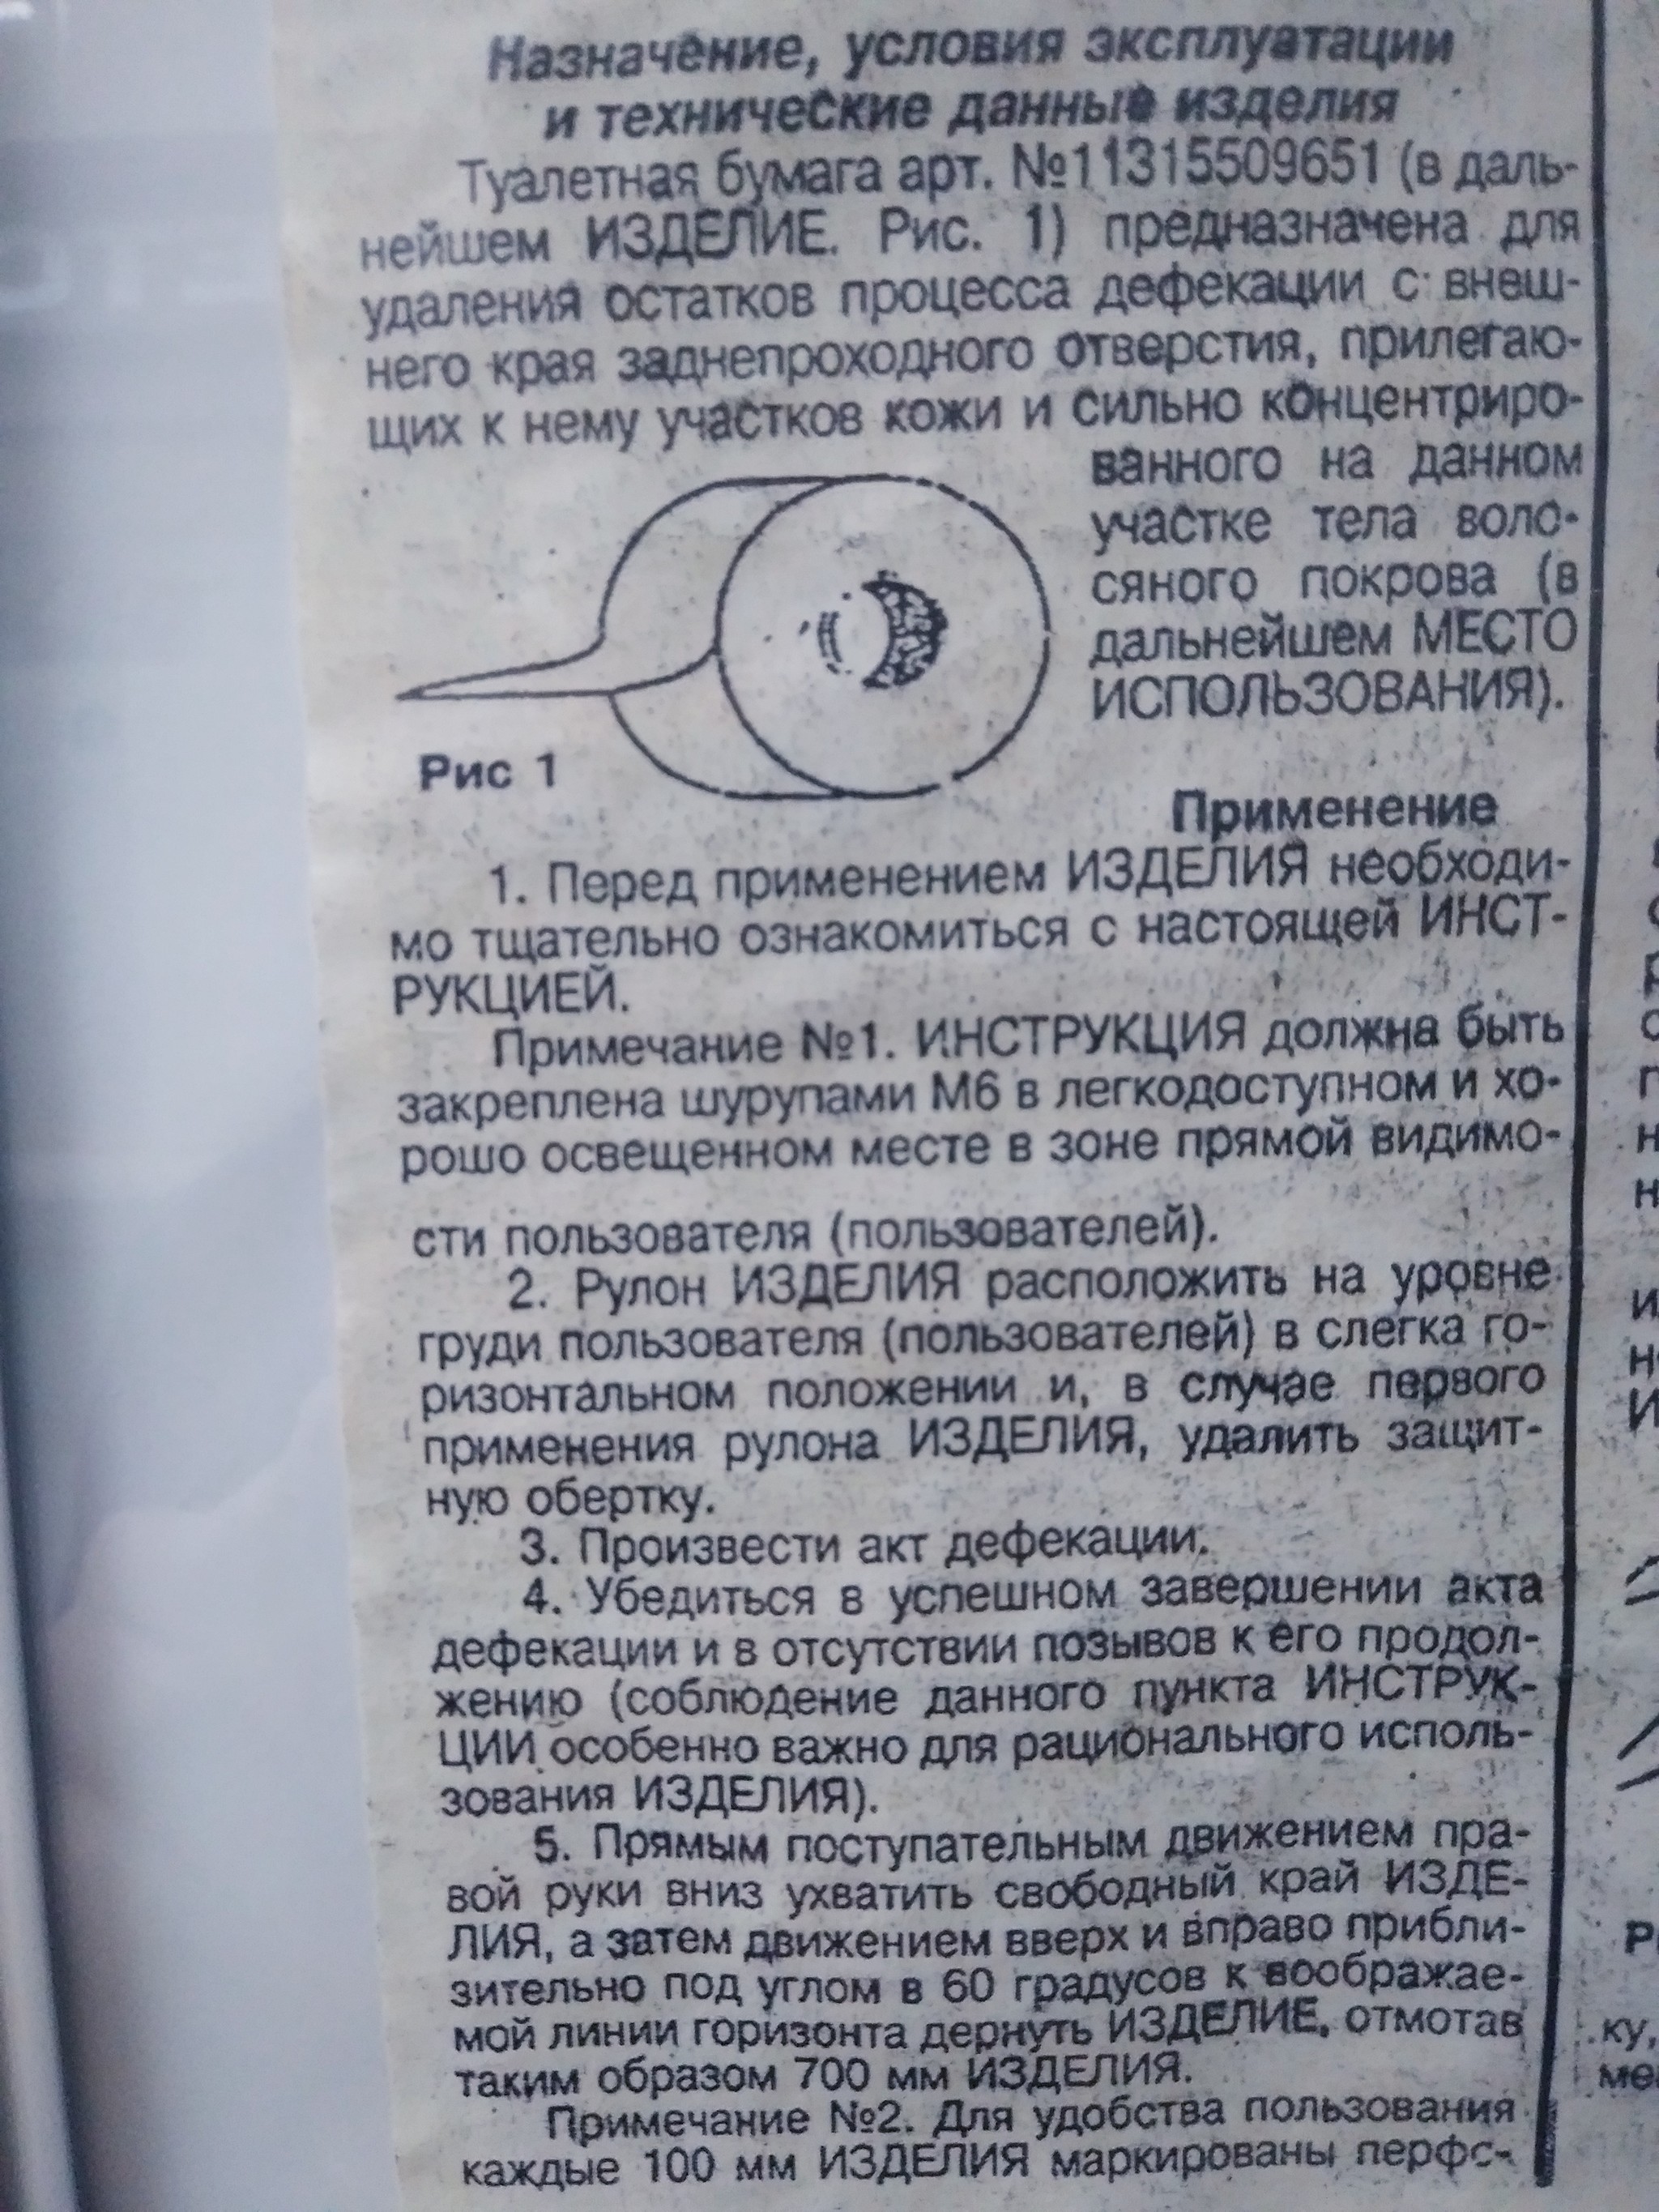 Назначение, условия эксплуатации
и технические данные изделия
Туалетная бумага арт. №11315509651 (в даль-
нейшем ИЗДЕЛИЕ. Рис. 1) предназначена для
удаления остатков процесса дефекации с внеш-
него края заднепроходного отверстия, прилегаю-
щих к нему участков кожи и сильно концентриро-
ванного на данном
участке тела воло-
сяного покрова (в
дальнейшем МЕСТО
ИСПОЛЬЗОВАНИЯ).
Рис 1
Применение
1. Перед применением ИЗДЕЛИЯ необходи-
мо тщательно ознакомиться с настоящей ИНСТ-
РУКЦИЕЙ.
Примечание №1. ИНСТРУКЦИЯ должна быть
закреплена шурупами М6 в легкодоступном и хо-
рошо освещенном месте в зоне прямой видимо-
сти пользователя (пользователей).
2. Рулон ИЗДЕЛИЯ расположить на уровне
груди пользователя (пользователей) в слегка го-
ризонтальном положении и, в случае первого
применения рулона ИЗДЕЛИЯ, удалить защит-
ную обертку.
3. Произвести акт дефекации.
4. Убедиться в успешном завершении акта
дефекации и в отсутствии позывов к его продол-
жению (соблюдение данного пункта ИНСТРУК-
ЦИИ особенно важно для рационального исполь-
зования ИЗДЕЛИЯ).
5. Прямым поступательным движением пра-
вой руки вниз ухватить свободный край ИЗДЕ-
ЛИЯ, а затем движением вверх и вправо прибли-
зительно под углом в 60 градусов к воображае-
мой линии горизонта дернуть ИЗДЕЛИЕ, отмотав
таким образом 700 мм ИЗДЕЛИЯ.
Примечание №2. Для удобства пользования
каждые 100 мм ИЗДЕЛИЯ маркированы перфо-